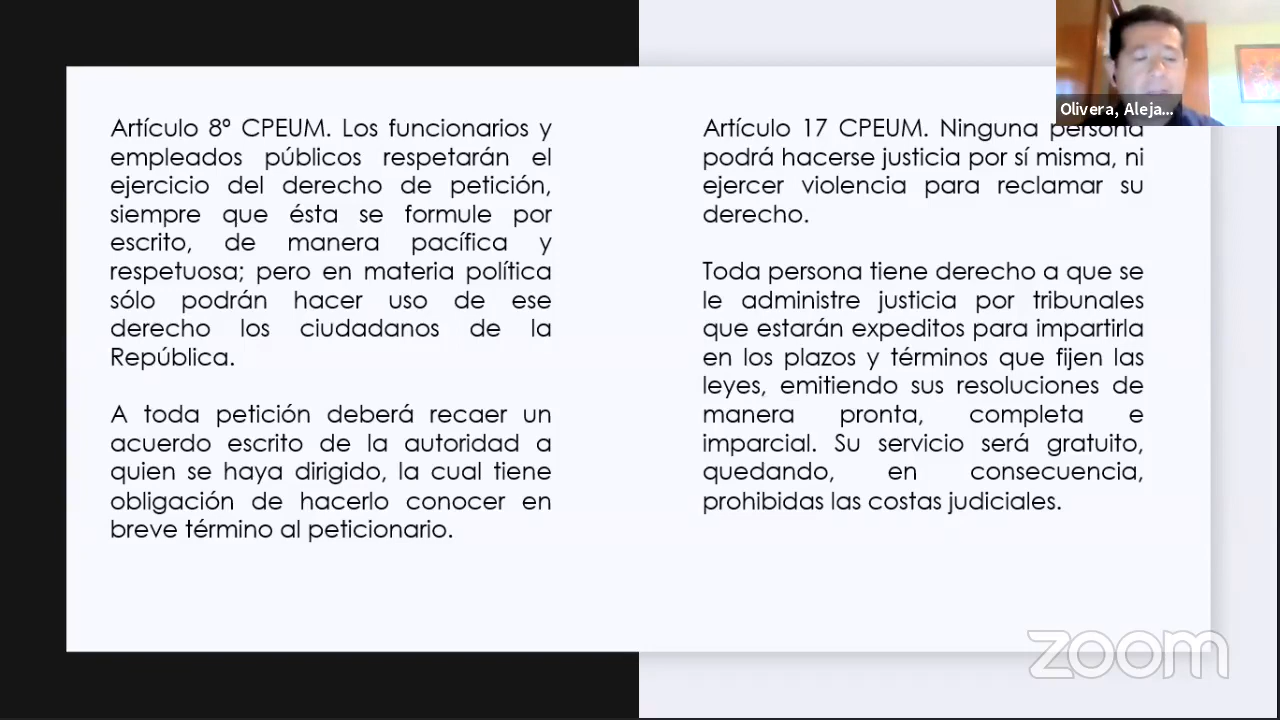 Artículo 8º CPEUM. Los funcionarios y
empleados públicos respetarán el
ejercicio del derecho de petición,
siempre que ésta se formule por
escrito, de manera pacífica y
respetuosa; pero en materia política
sólo podrán hacer uso de ese
derecho los ciudadanos de la
República.
A toda petición deberá recaer un
acuerdo escrito de la autoridad a
quien se haya dirigido, la cual tiene
obligación de hacerlo conocer en
breve término al peticionario.
Artículo 17 CPEUM. Ninguna persona
podrá hacerse justicia por sí misma, ni
ejercer violencia para reclamar su
derecho.
Toda persona tiene derecho a que se
le administre justicia por tribunales
que estarán expeditos para impartirla
en los plazos y términos que fijen las
leyes, emitiendo sus resoluciones de
manera pronta, completa e
imparcial. Su servicio será gratuito,
quedando, en consecuencia,
prohibidas las costas judiciales.
Olivera, Aleja...
zoom